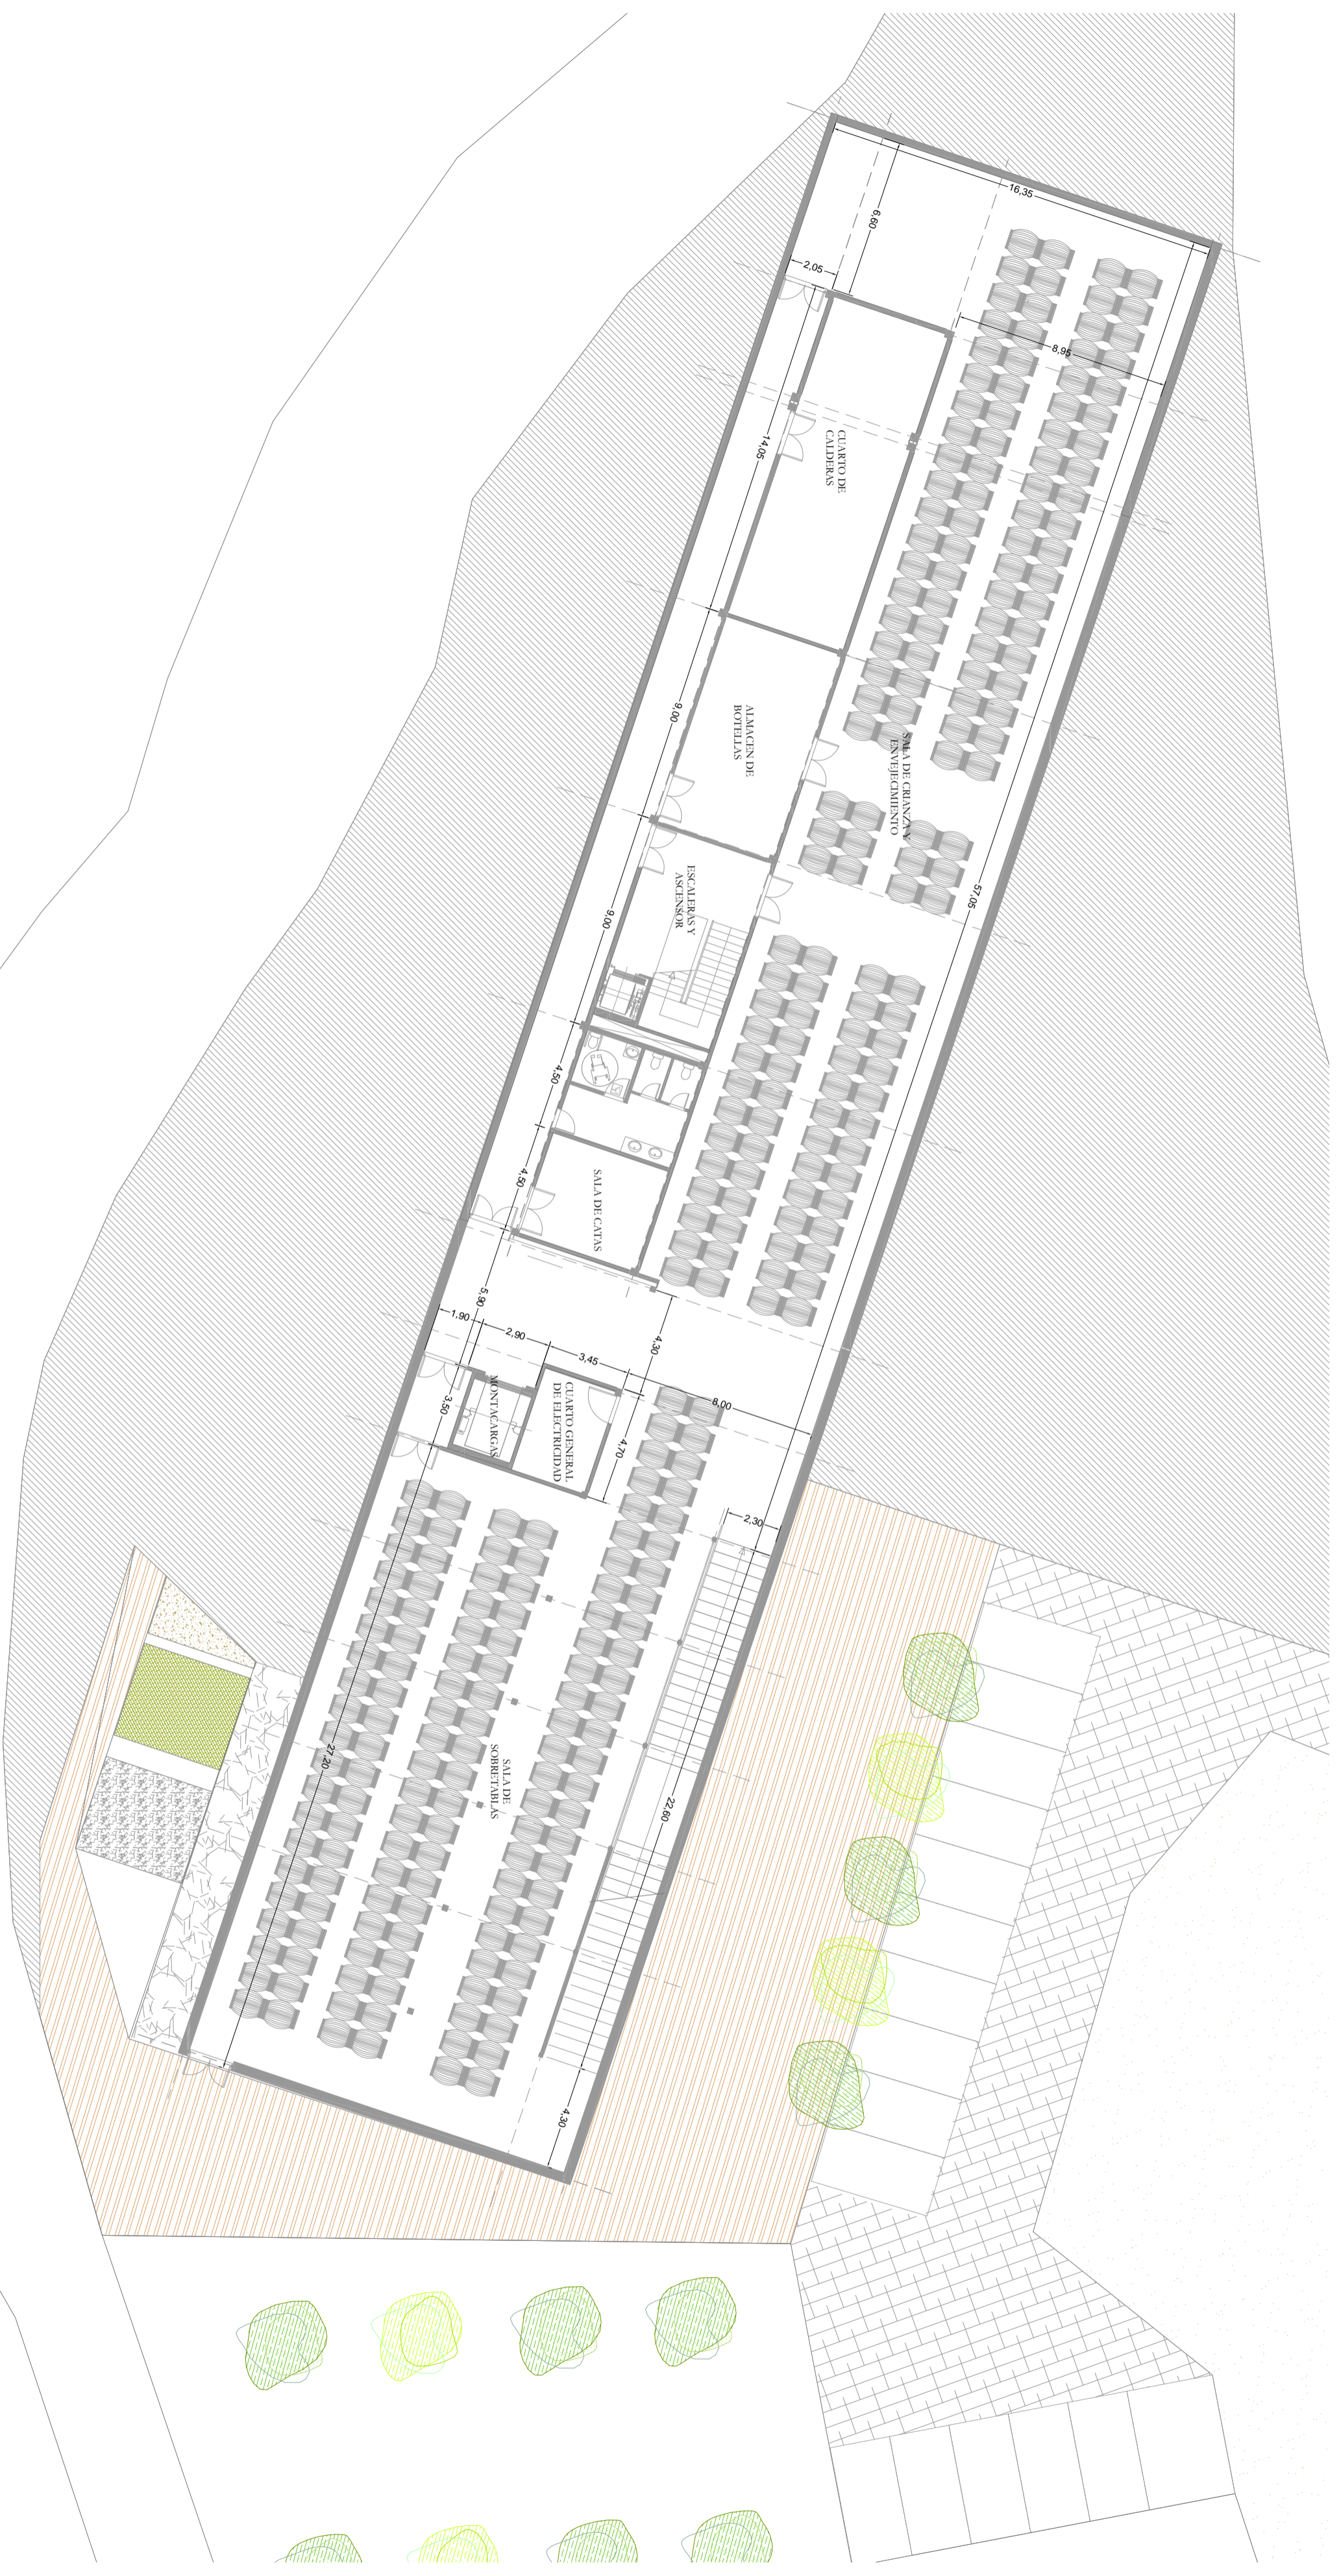 16,35
6,60
2,05
8,95
CUARTO DE
CALDERAS
14,05
ALMACEN DE
BOTELLAS
9,00
SALA DE CRIANZA Y
ENVEJECIMIENTO
57,05
ESCALERAS Y
ASCENSOR
9,00
4,50
4,50
SALA DE CATAS
5,90
1,90
2,90
3,45
4,30
8,00
MONTACARGAS
CUARTO GENERAL
DE ELECTRICIDAD
3,50
4,70
2,30
SALA DE
SOBRETABLAS
27,20
22,60
4,30